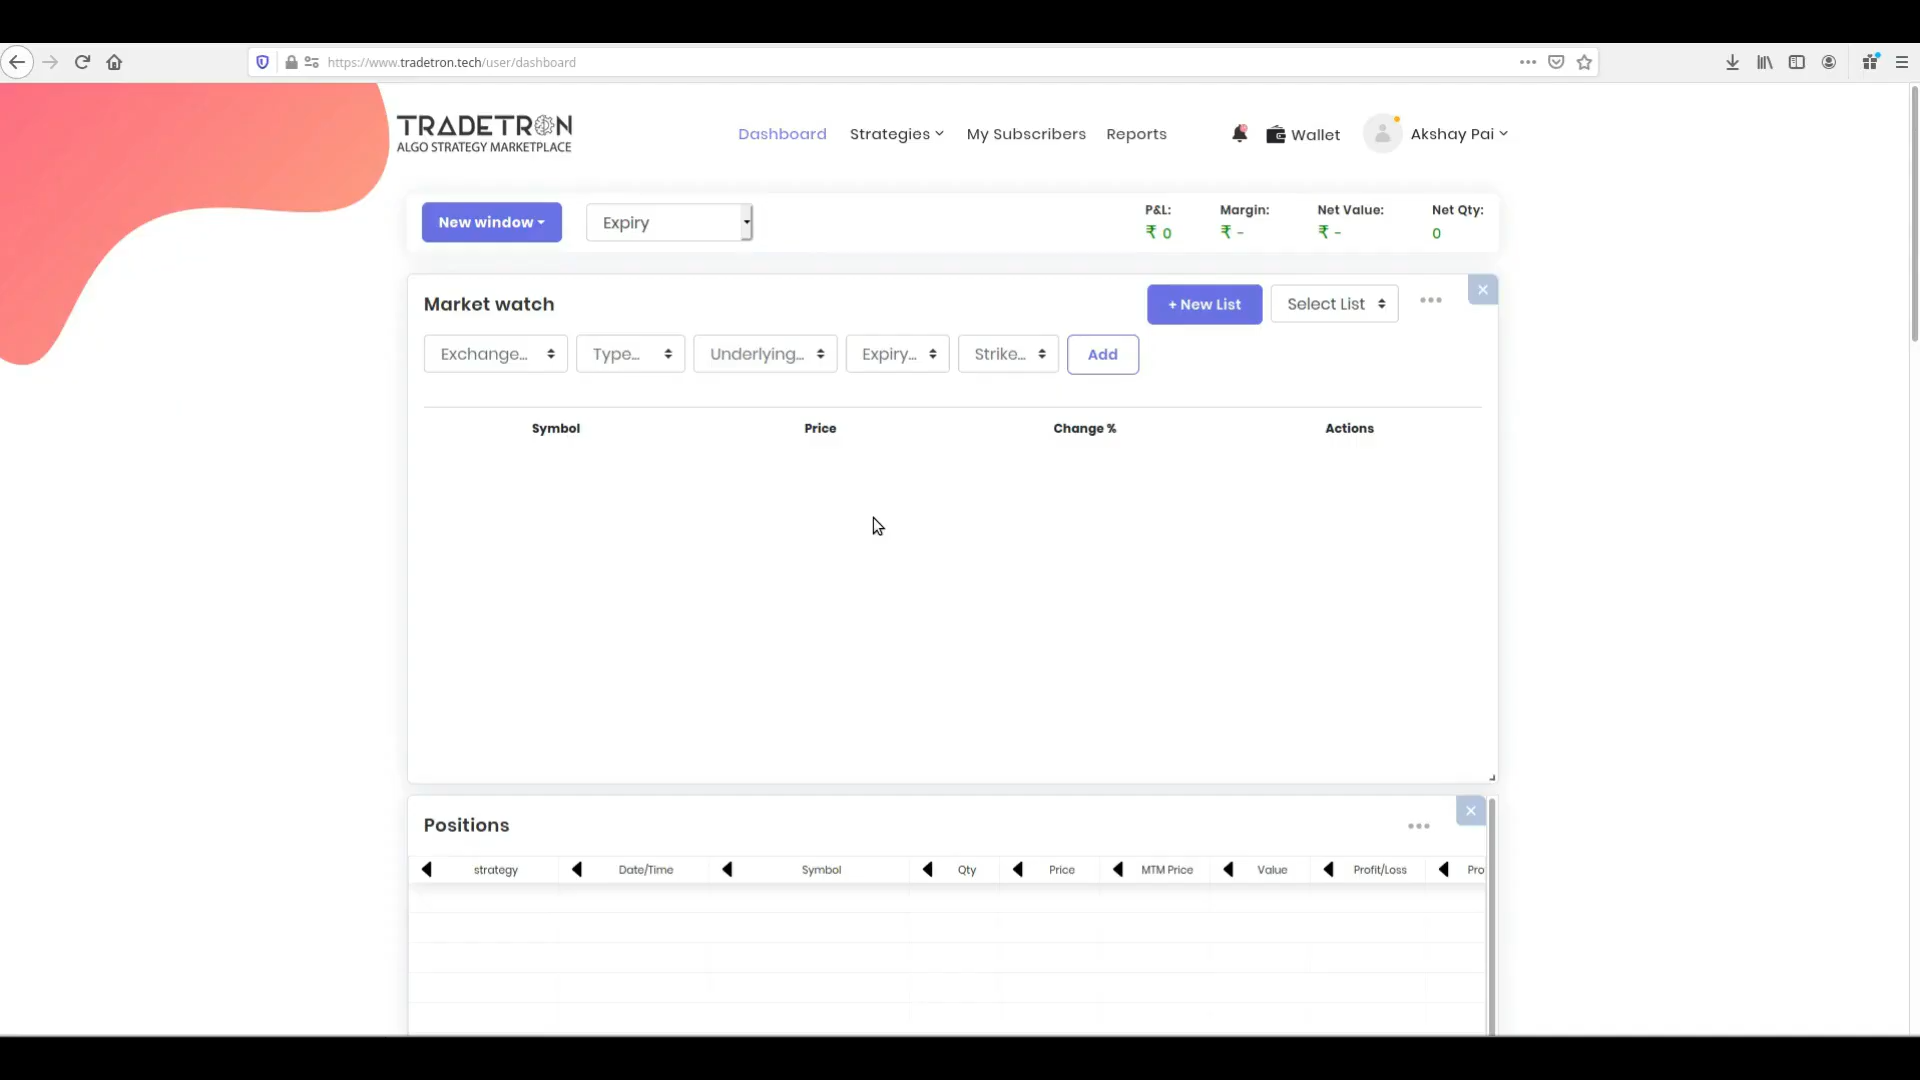 https://www.tradetron.tech/user/dashboard
TRADETRON
ALGO STRATEGY MARKETPLACE
Dashboard Strategies My Subscribers Reports Wallet Akshay Pai
New window Expiry
P&L: Margin: Net Value: Net Qty:
₹ 0 ₹ - ₹ - 0
Market watch + New List Select List
Exchange... Type... Underlying... Expiry... Strike... Add
Symbol Price Change % Actions
Positions
strategy Date/Time Symbol Qty Price MTM Price Value Profit/Loss Pro